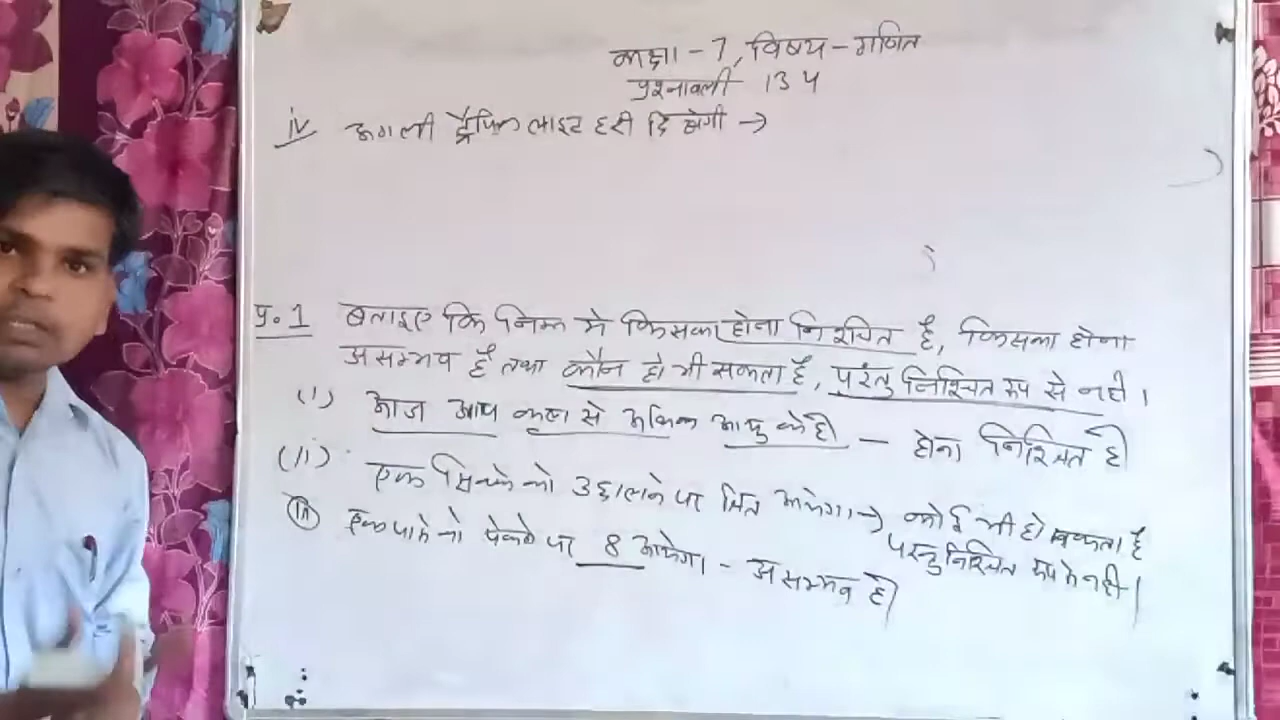 कक्षा - 7, विषय - गणित
प्रश्नावली 13 ५
iv अगली ट्रैफिक लाइट हरी दिखेगी →
प्र. 1 बताइए कि निम्न में किसका होना निश्चित है, किसका होना
असम्भव है तथा कौन हो भी सकता है, परंतु निश्चित रूप से नहीं।
(i) आज आप कल से अधिक आयु के है — होना निश्चित है
(ii) एक सिक्के को उछालने पर चित आयेगा → कोई भी हो सकता है
परन्तु निश्चित रूप से नही।
(iii) एक पासे को फेकने पर 8 आयेगा - असम्भव है